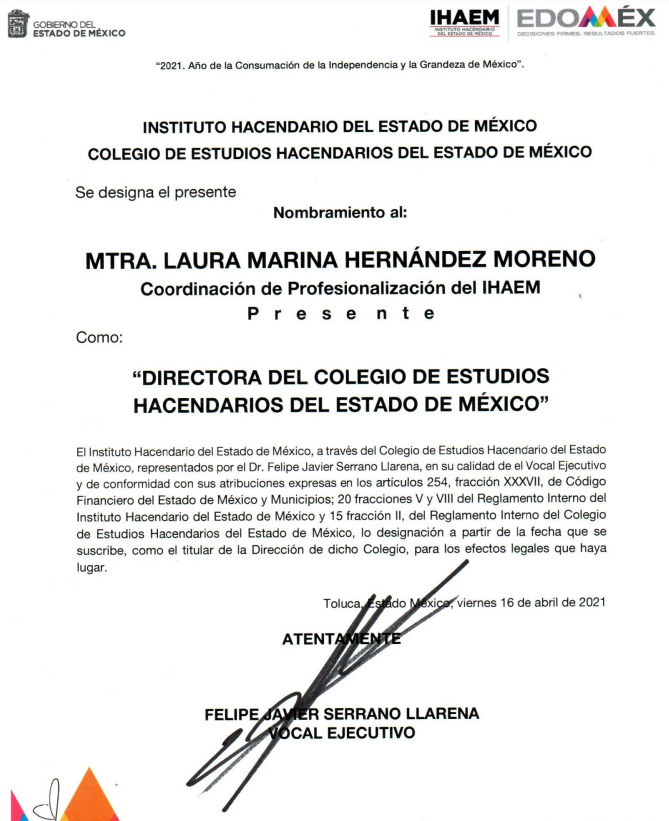 GOBIERNO DEL
ESTADO DE MÉXICO
IHAEM
INSTITUTO HACENDARIO
DEL ESTADO DE MÉXICO
EDOMÉX
DECISIONES FIRMES, RESULTADOS FUERTES.
“2021. Año de la Consumación de la Independencia y la Grandeza de México”.
INSTITUTO HACENDARIO DEL ESTADO DE MÉXICO
COLEGIO DE ESTUDIOS HACENDARIOS DEL ESTADO DE MÉXICO
Se designa el presente
Nombramiento al:
MTRA. LAURA MARINA HERNÁNDEZ MORENO
Coordinación de Profesionalización del IHAEM
P r e s e n t e
Como:
“DIRECTORA DEL COLEGIO DE ESTUDIOS
HACENDARIOS DEL ESTADO DE MÉXICO”
El Instituto Hacendario del Estado de México, a través del Colegio de Estudios Hacendario del Estado
de México, representados por el Dr. Felipe Javier Serrano Llarena, en su calidad de el Vocal Ejecutivo
y de conformidad con sus atribuciones expresas en los artículos 254, fracción XXXVII, de Código
Financiero del Estado de México y Municipios; 20 fracciones V y VIII del Reglamento Interno del
Instituto Hacendario del Estado de México y 15 fracción II, del Reglamento Interno del Colegio
de Estudios Hacendarios del Estado de México, lo designación a partir de la fecha que se
suscribe, como el titular de la Dirección de dicho Colegio, para los efectos legales que haya
lugar.
Toluca, Estado México, viernes 16 de abril de 2021
ATENTAMENTE
FELIPE JAVIER SERRANO LLARENA
VOCAL EJECUTIVO